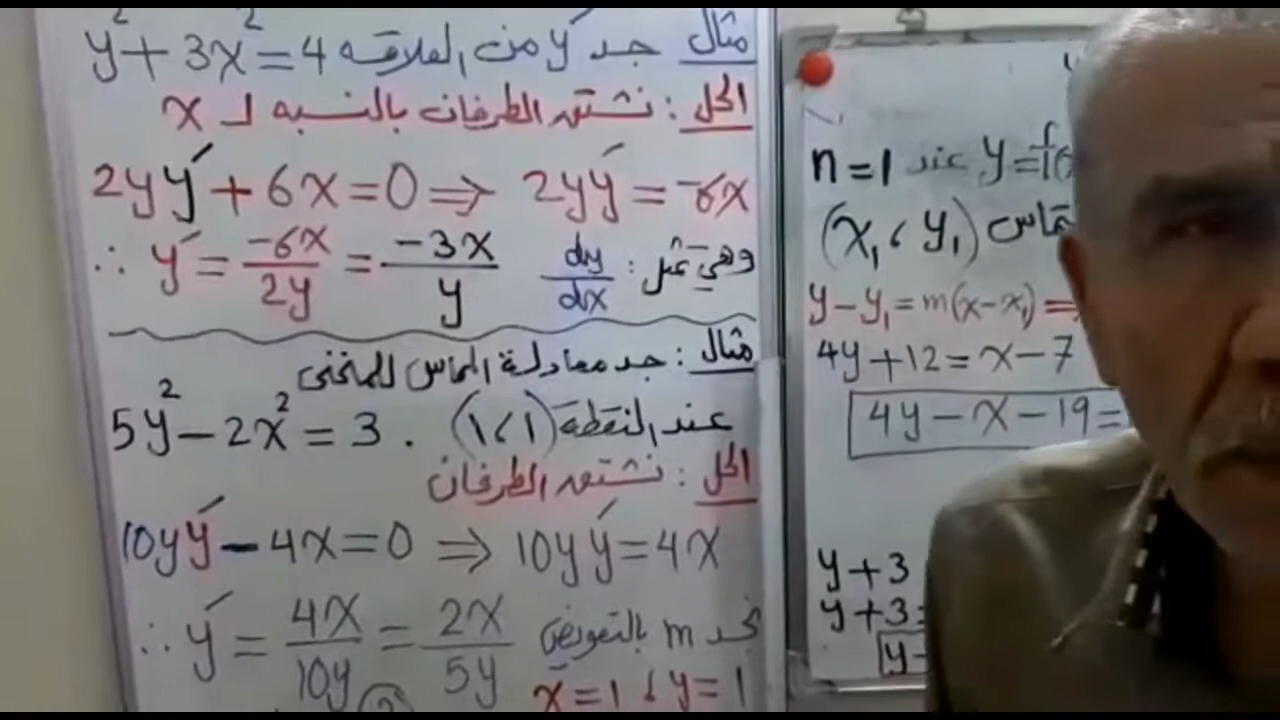 مثال جد y′ من العلاقه y² + 3x² = 4
الحل : نشتق الطرفان بالنسبه لـ x
2yy′ + 6x = 0 ⇒ 2yy′ = -6x
∴ y′ = -6x/2y = -3x/y وهي تمثل : dy/dx
مثال : جد معادلة المماس للمنحنى
5y² - 2x² = 3 . عند النقطة (1،1)
الحل : نشتق الطرفان
10yy′ - 4x = 0 ⇒ 10yy′ = 4x
∴ y′ = 4x/10y = 2x/5y نجد m بالتعويض
x = 1 ، y = 1
n = 1 عند y =
(x₁ ، y₁)
y - y₁ = m(x - x₁) ⇒
4y + 12 = x - 7
4y - x - 19 =
y + 3
y + 3 =
y -